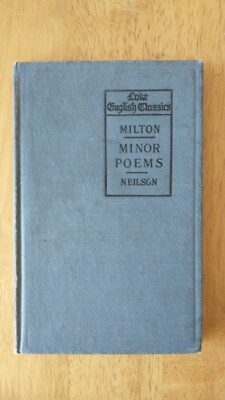 Lake
English Classics
MILTON
MINOR
POEMS
NEILSON